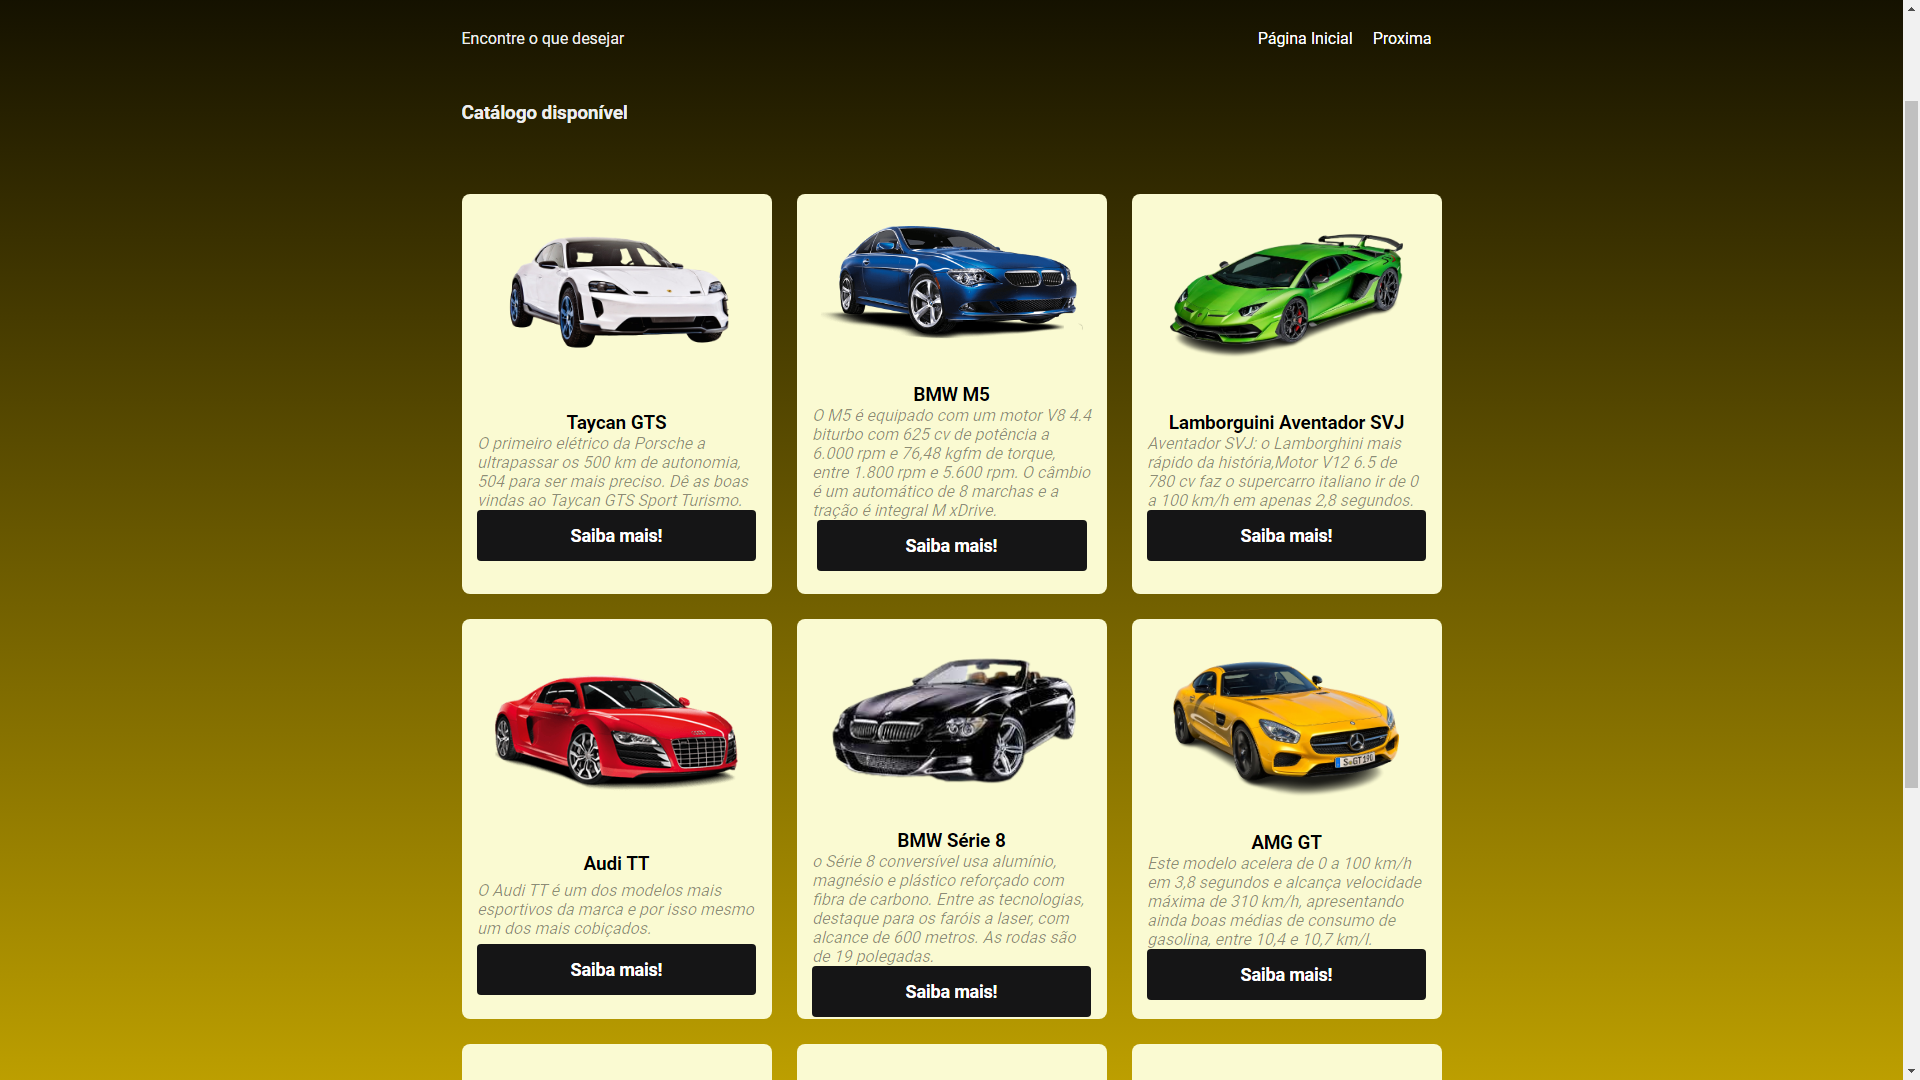 Encontre o que desejar
Página Inicial Proxima
Catálogo disponível
Taycan GTS
O primeiro elétrico da Porsche a
ultrapassar os 500 km de autonomia,
504 para ser mais preciso. Dê as boas
vindas ao Taycan GTS Sport Turismo.
Saiba mais!
BMW M5
O M5 é equipado com um motor V8 4.4
biturbo com 625 cv de potência a
6.000 rpm e 76,48 kgfm de torque,
entre 1.800 rpm e 5.600 rpm. O câmbio
é um automático de 8 marchas e a
tração é integral M xDrive.
Saiba mais!
Lamborguini Aventador SVJ
Aventador SVJ: o Lamborghini mais
rápido da história,Motor V12 6.5 de
780 cv faz o supercarro italiano ir de 0
a 100 km/h em apenas 2,8 segundos.
Saiba mais!
Audi TT
O Audi TT é um dos modelos mais
esportivos da marca e por isso mesmo
um dos mais cobiçados.
Saiba mais!
BMW Série 8
o Série 8 conversível usa alumínio,
magnésio e plástico reforçado com
fibra de carbono. Entre as tecnologias,
destaque para os faróis a laser, com
alcance de 600 metros. As rodas são
de 19 polegadas.
Saiba mais!
S GT 190
AMG GT
Este modelo acelera de 0 a 100 km/h
em 3,8 segundos e alcança velocidade
máxima de 310 km/h, apresentando
ainda boas médias de consumo de
gasolina, entre 10,4 e 10,7 km/l.
Saiba mais!